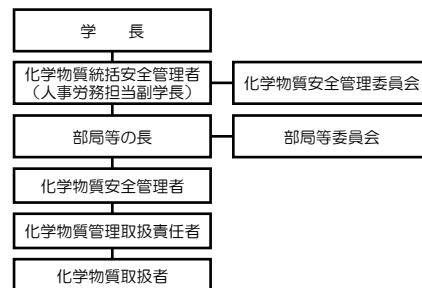 学　長
化学物質統括安全管理者
（人事労務担当副学長）
化学物質安全管理委員会
部局等の長
部局等委員会
化学物質安全管理者
化学物質管理取扱責任者
化学物質取扱者